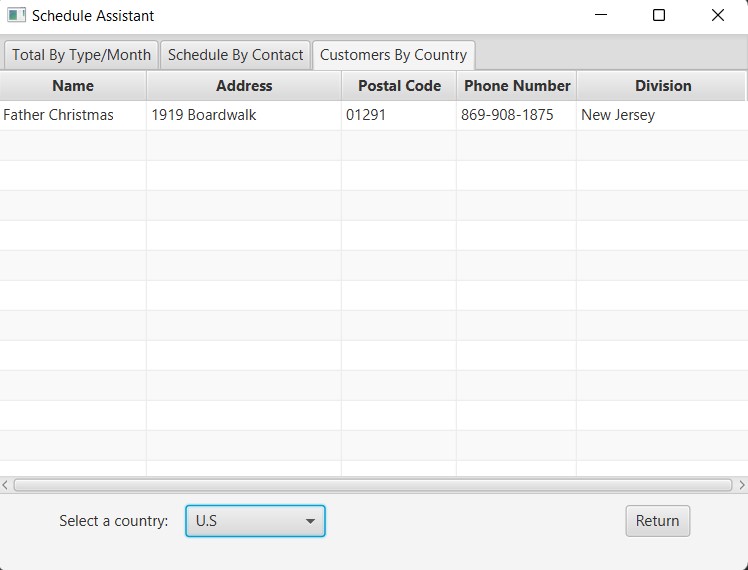 Schedule Assistant
Total By Type/Month Schedule By Contact Customers By Country
Name Address Postal Code Phone Number Division
Father Christmas 1919 Boardwalk 01291 869-908-1875 New Jersey
Select a country: U.S Return